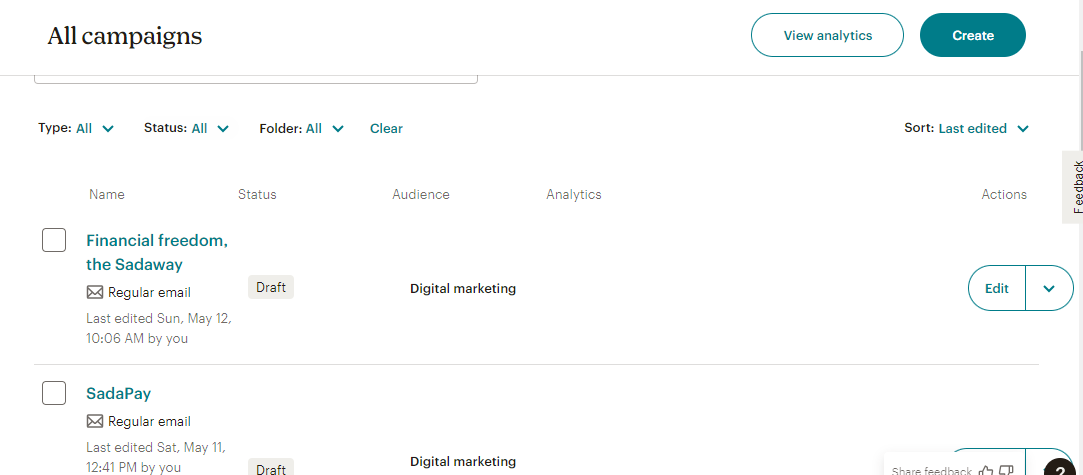 All campaigns
View analytics
Create
Type: All
Status: All
Folder: All
Clear
Sort: Last edited
Feedback
Name
Status
Audience
Analytics
Actions
Financial freedom,
the Sadaway
Regular email
Last edited Sun, May 12,
10:06 AM by you
Draft
Digital marketing
Edit
SadaPay
Regular email
Last edited Sat, May 11,
12:41 PM by you
Draft
Digital marketing
Share feedback
?